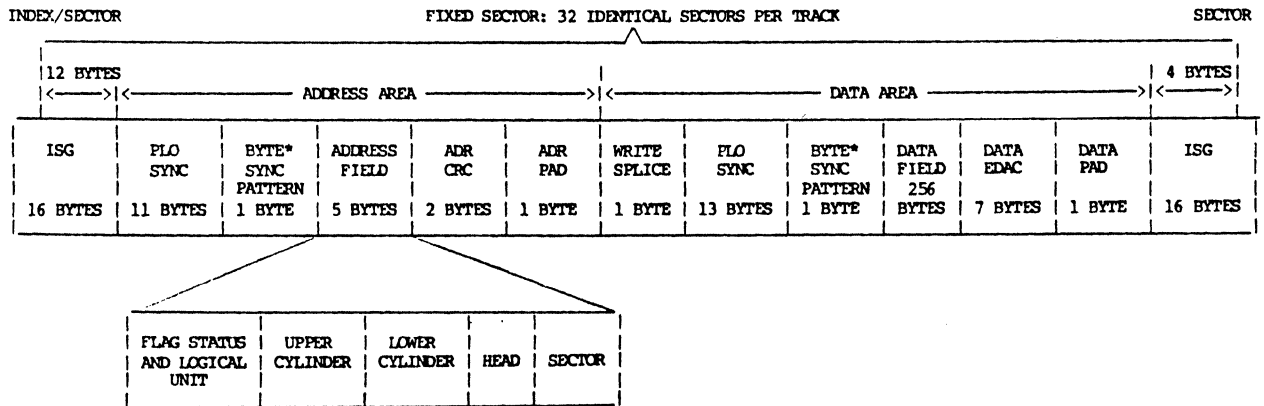 INDEX/SECTOR FIXED SECTOR: 32 IDENTICAL SECTORS PER TRACK SECTOR
12 BYTES 4 BYTES
ADDRESS AREA DATA AREA
ISG PLO BYTE* ADDRESS ADR ADR WRITE PLO BYTE* DATA DATA DATA ISG
SYNC SYNC FIELD CRC PAD SPLICE SYNC SYNC FIELD EDAC PAD
PATTERN PATTERN 256
16 BYTES 11 BYTES 1 BYTE 5 BYTES 2 BYTES 1 BYTE 1 BYTE 13 BYTES 1 BYTE BYTES 7 BYTES 1 BYTE 16 BYTES
FLAG STATUS UPPER LOWER
AND LOGICAL CYLINDER CYLINDER HEAD SECTOR
UNIT